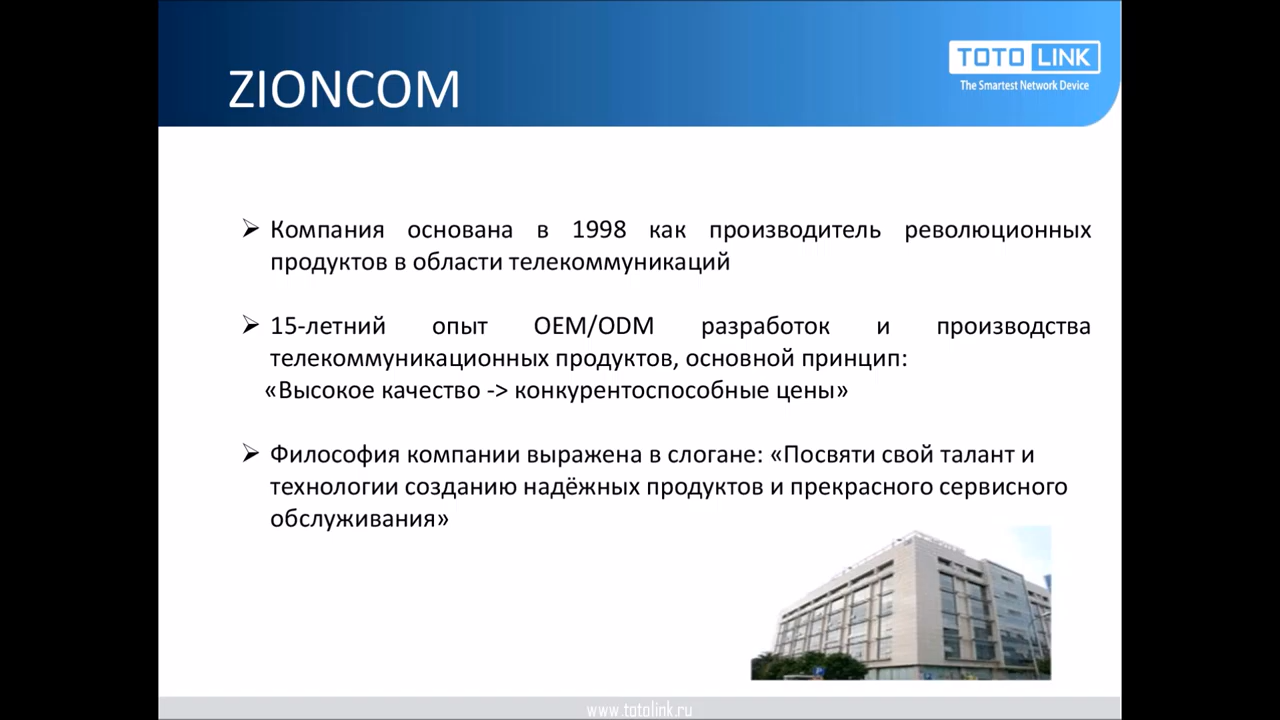 ZIONCOM
TOTO LINK
The Smartest Network Device
Компания основана в 1998 как производитель революционных
продуктов в области телекоммуникаций
15-летний опыт OEM/ODM разработок и производства
телекоммуникационных продуктов, основной принцип:
«Высокое качество -> конкурентоспособные цены»
Философия компании выражена в слогане: «Посвяти свой талант и
технологии созданию надёжных продуктов и прекрасного сервисного
обслуживания»
www.totolink.ru